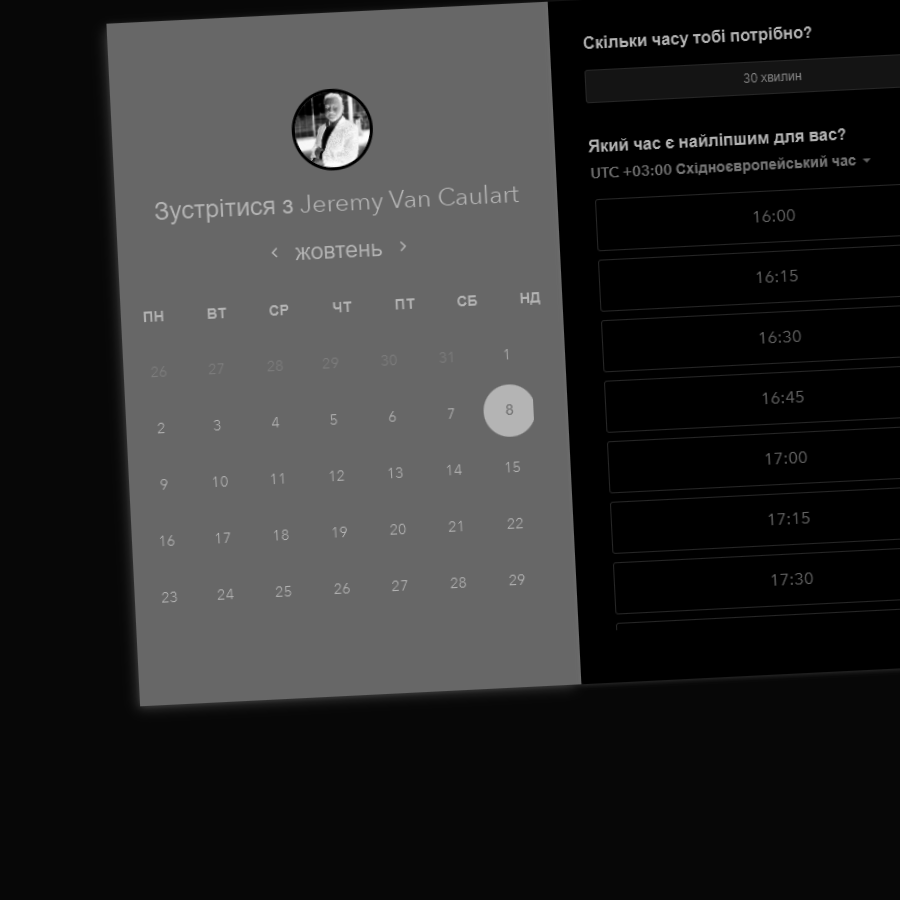 Зустрітися з Jeremy Van Caulart
‹ жовтень ›
ПН ВТ СР ЧТ ПТ СБ НД
26 27 28 29 30 31 1
2 3 4 5 6 7 8
9 10 11 12 13 14 15
16 17 18 19 20 21 22
23 24 25 26 27 28 29
Скільки часу тобі потрібно?
30 хвилин
Який час є найліпшим для вас?
UTC +03:00 Східноєвропейський час
16:00
16:15
16:30
16:45
17:00
17:15
17:30